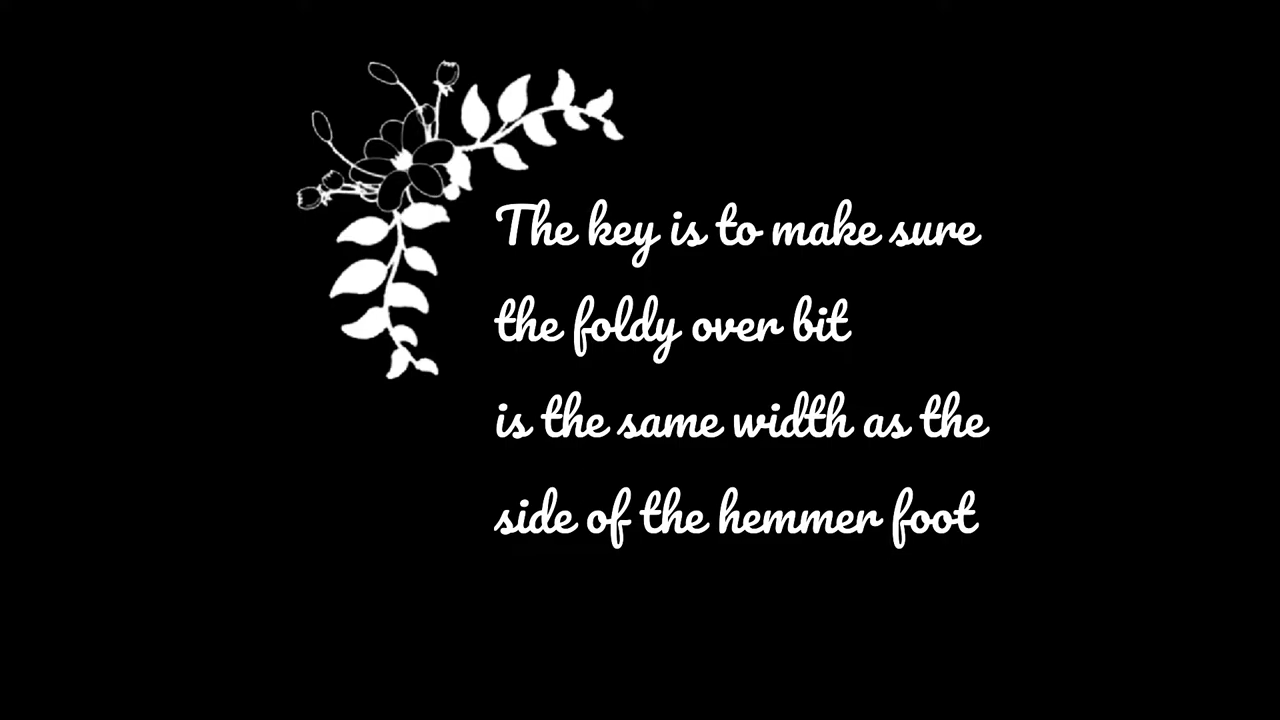 The key is to make sure
the foldy over bit
is the same width as the
side of the hemmer foot